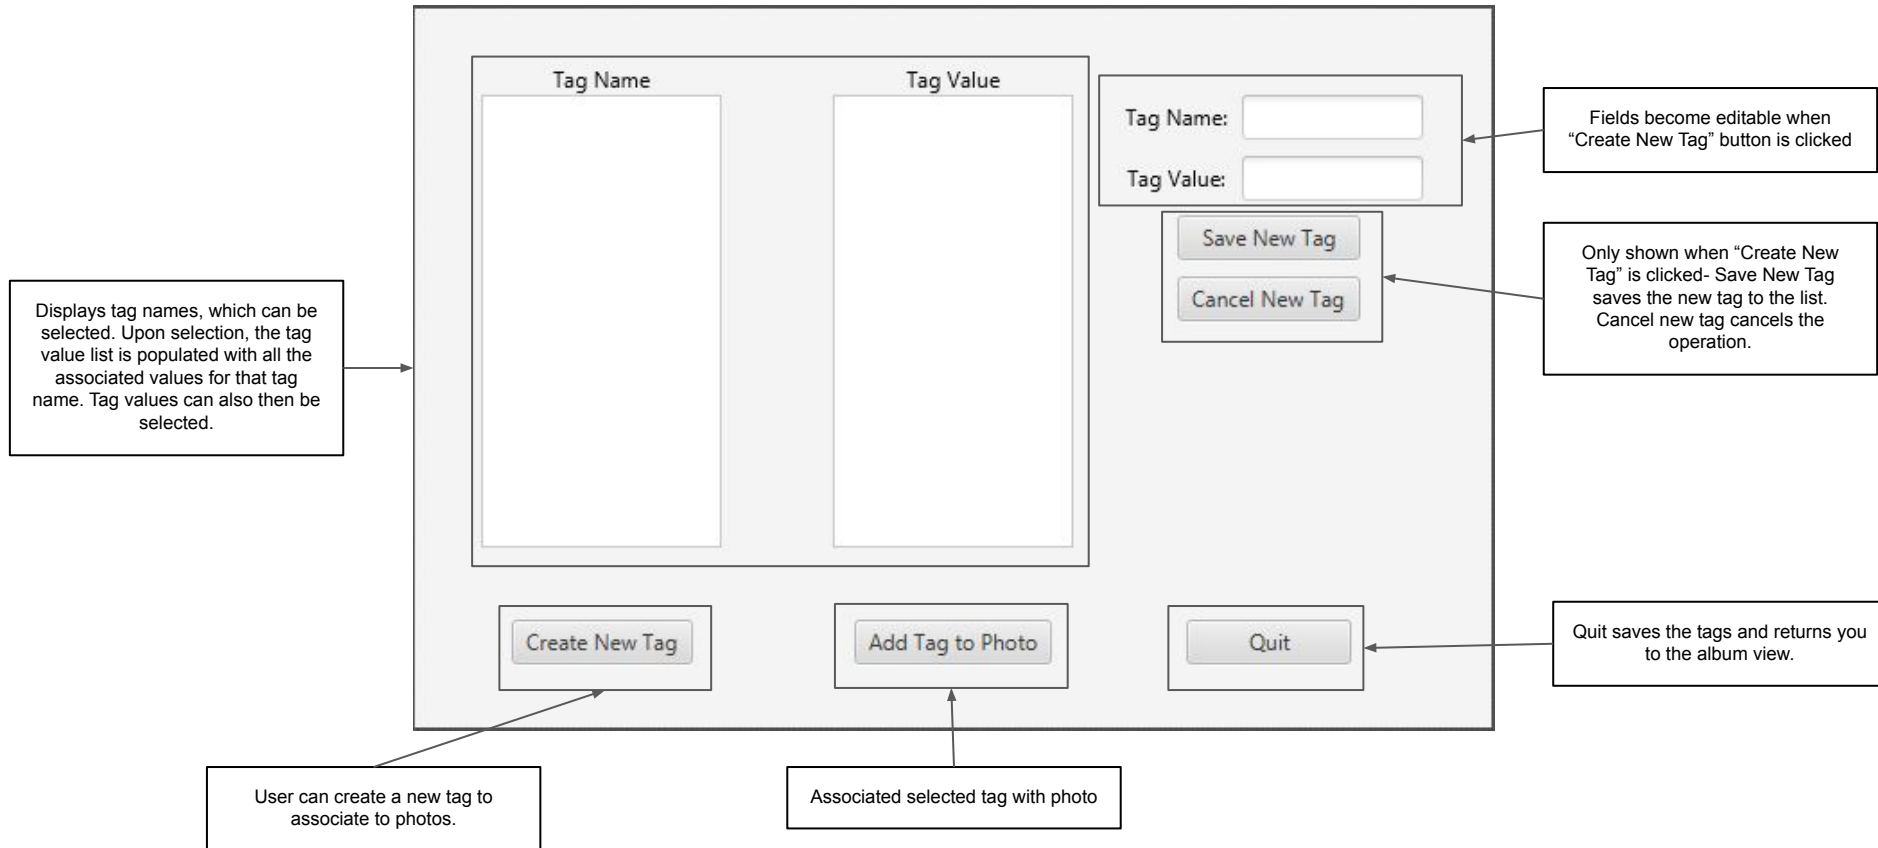 Tag Name
Tag Value
Tag Name:
Tag Value:
Save New Tag
Cancel New Tag
Create New Tag
Add Tag to Photo
Quit
Fields become editable when
“Create New Tag” button is clicked
Only shown when “Create New
Tag” is clicked- Save New Tag
saves the new tag to the list.
Cancel new tag cancels the
operation.
Displays tag names, which can be
selected. Upon selection, the tag
value list is populated with all the
associated values for that tag
name. Tag values can also then be
selected.
Quit saves the tags and returns you
to the album view.
User can create a new tag to
associate to photos.
Associated selected tag with photo